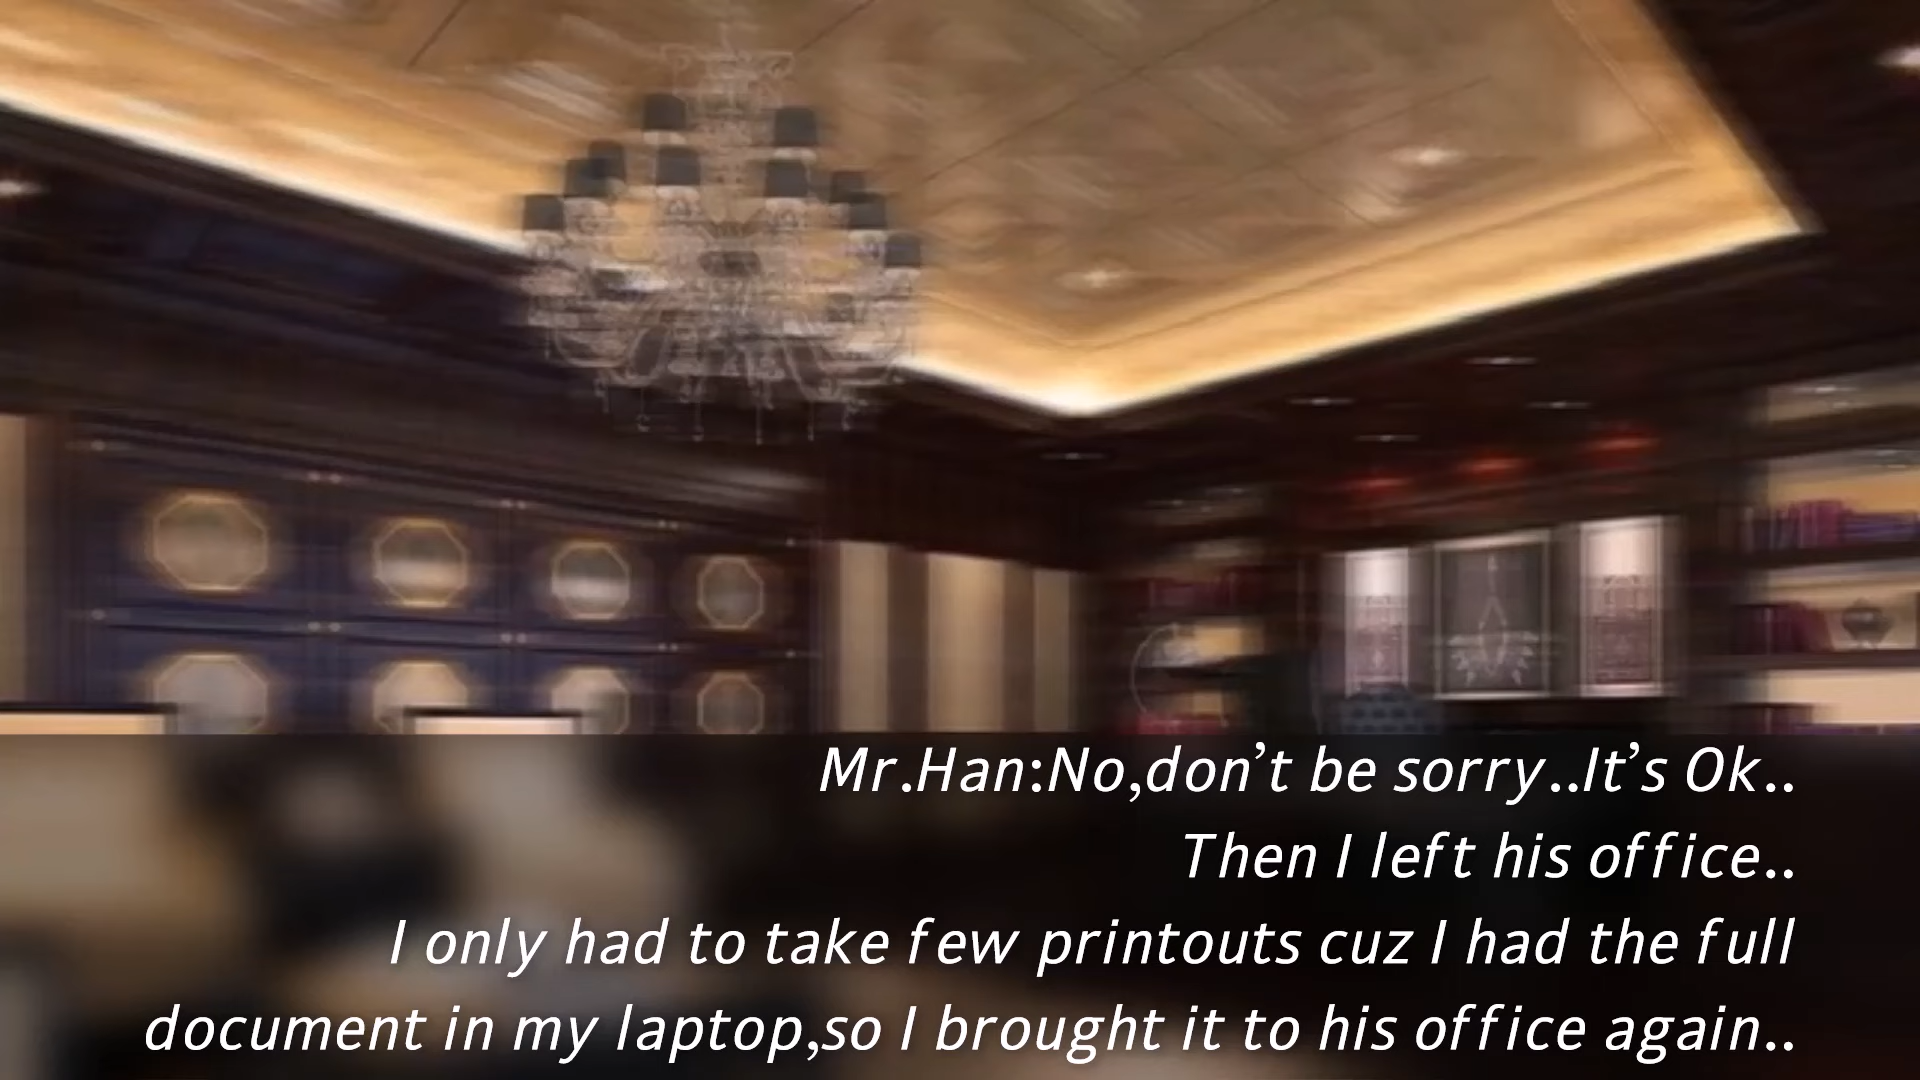 Mr.Han:No,don’t be sorry..It’s Ok..
Then I left his office..
I only had to take few printouts cuz I had the full
document in my laptop,so I brought it to his office again..